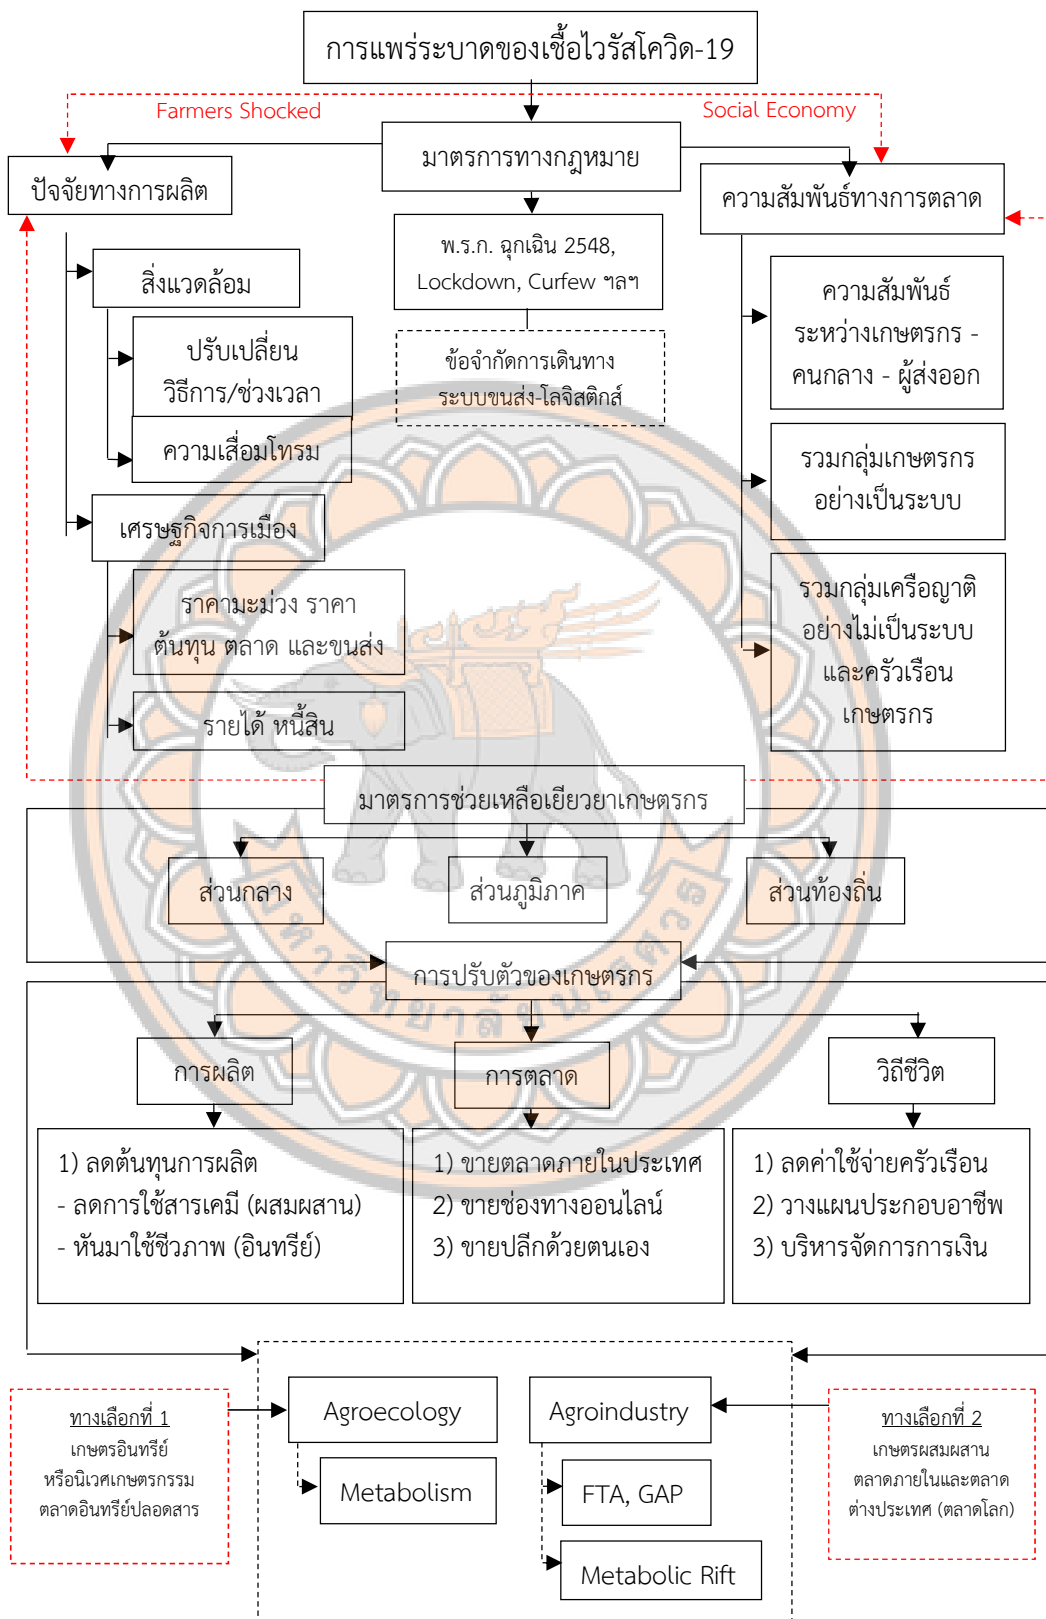 การแพร่ระบาดของเชื้อไวรัสโควิด-19
Farmers Shocked
Social Economy
มาตรการทางกฎหมาย
ปัจจัยทางการผลิต
ความสัมพันธ์ทางการตลาด
พ.ร.ก. ฉุกเฉิน 2548,
Lockdown, Curfew ฯลฯ
ข้อจำกัดการเดินทาง
ระบบขนส่ง-โลจิสติกส์
สิ่งแวดล้อม
ปรับเปลี่ยน
วิธีการ/ช่วงเวลา
ความเสื่อมโทรม
เศรษฐกิจการเมือง
ราคามะม่วง ราคา
ต้นทุน ตลาด และขนส่ง
รายได้ หนี้สิน
ความสัมพันธ์
ระหว่างเกษตรกร -
คนกลาง - ผู้ส่งออก
รวมกลุ่มเกษตรกร
อย่างเป็นระบบ
รวมกลุ่มเครือญาติ
อย่างไม่เป็นระบบ
และครัวเรือน
เกษตรกร
มาตรการช่วยเหลือเยียวยาเกษตรกร
ส่วนกลาง
ส่วนภูมิภาค
ส่วนท้องถิ่น
มหาวิทยาลัยนเรศวร
การปรับตัวของเกษตรกร
การผลิต
การตลาด
วิถีชีวิต
1) ลดต้นทุนการผลิต
- ลดการใช้สารเคมี (ผสมผสาน)
- หันมาใช้ชีวภาพ (อินทรีย์)
1) ขายตลาดภายในประเทศ
2) ขายช่องทางออนไลน์
3) ขายปลีกด้วยตนเอง
1) ลดค่าใช้จ่ายครัวเรือน
2) วางแผนประกอบอาชีพ
3) บริหารจัดการการเงิน
ทางเลือกที่ 1
เกษตรอินทรีย์
หรือนิเวศเกษตรกรรม
ตลาดอินทรีย์ปลอดสาร
Agroecology
Metabolism
Agroindustry
FTA, GAP
Metabolic Rift
ทางเลือกที่ 2
เกษตรผสมผสาน
ตลาดภายในและตลาด
ต่างประเทศ (ตลาดโลก)